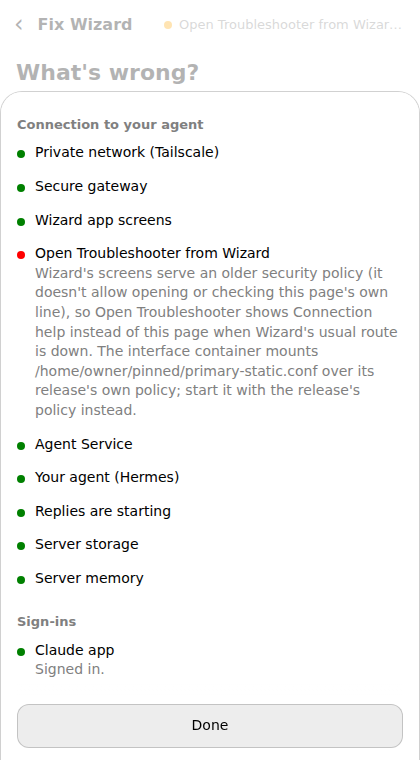 Fix Wizard
Open Troubleshooter from Wizar...
What's wrong?
Connection to your agent
Private network (Tailscale)
Secure gateway
Wizard app screens
Open Troubleshooter from Wizard
Wizard's screens serve an older security policy (it
doesn't allow opening or checking this page's own
line), so Open Troubleshooter shows Connection
help instead of this page when Wizard's usual route
is down. The interface container mounts
/home/owner/pinned/primary-static.conf over its
release's own policy; start it with the release's
policy instead.
Agent Service
Your agent (Hermes)
Replies are starting
Server storage
Server memory
Sign-ins
Claude app
Signed in.
Done